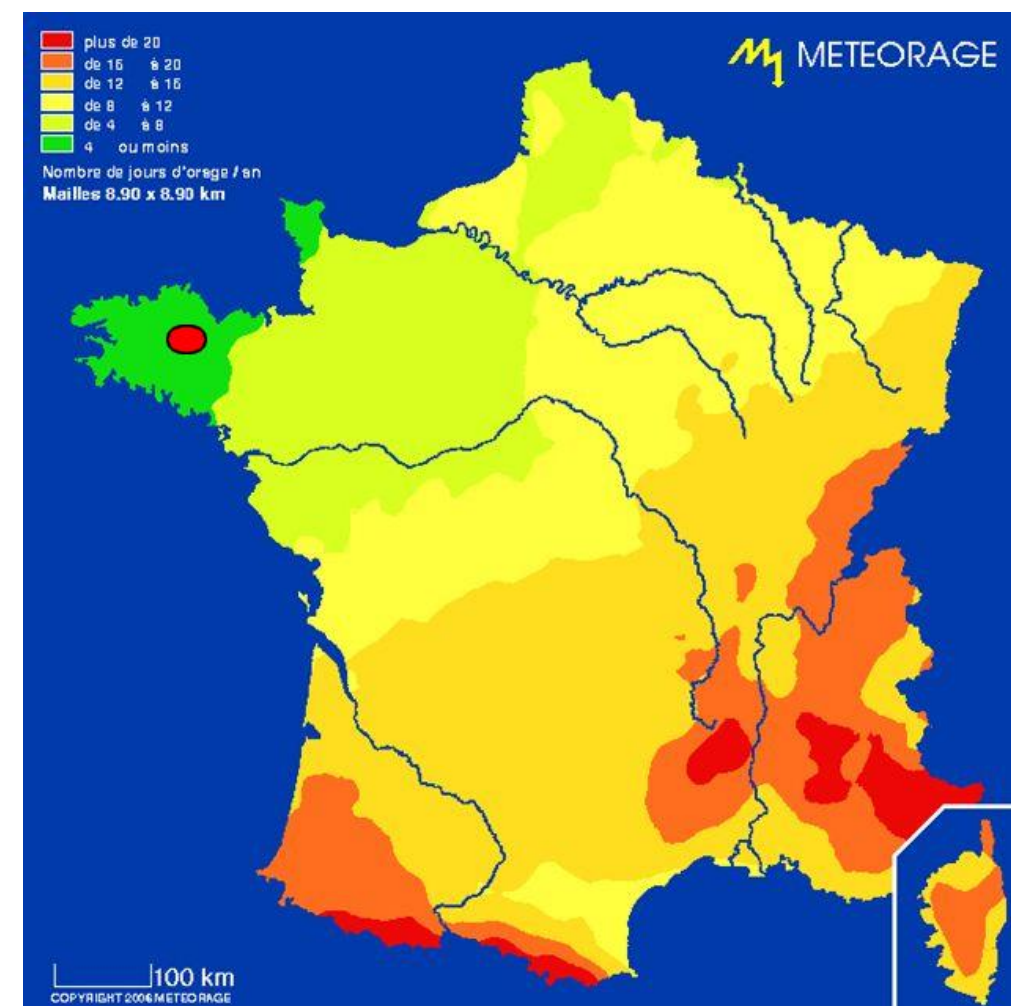 plus de 20
de 16 à 20
de 12 à 16
de 8 à 12
de 4 à 8
4 ou moins
Nombre de jours d'orage / an
Mailles 8.90 x 8.90 km
METEORAGE
100 km
COPYRIGHT 2006 METEORAGE